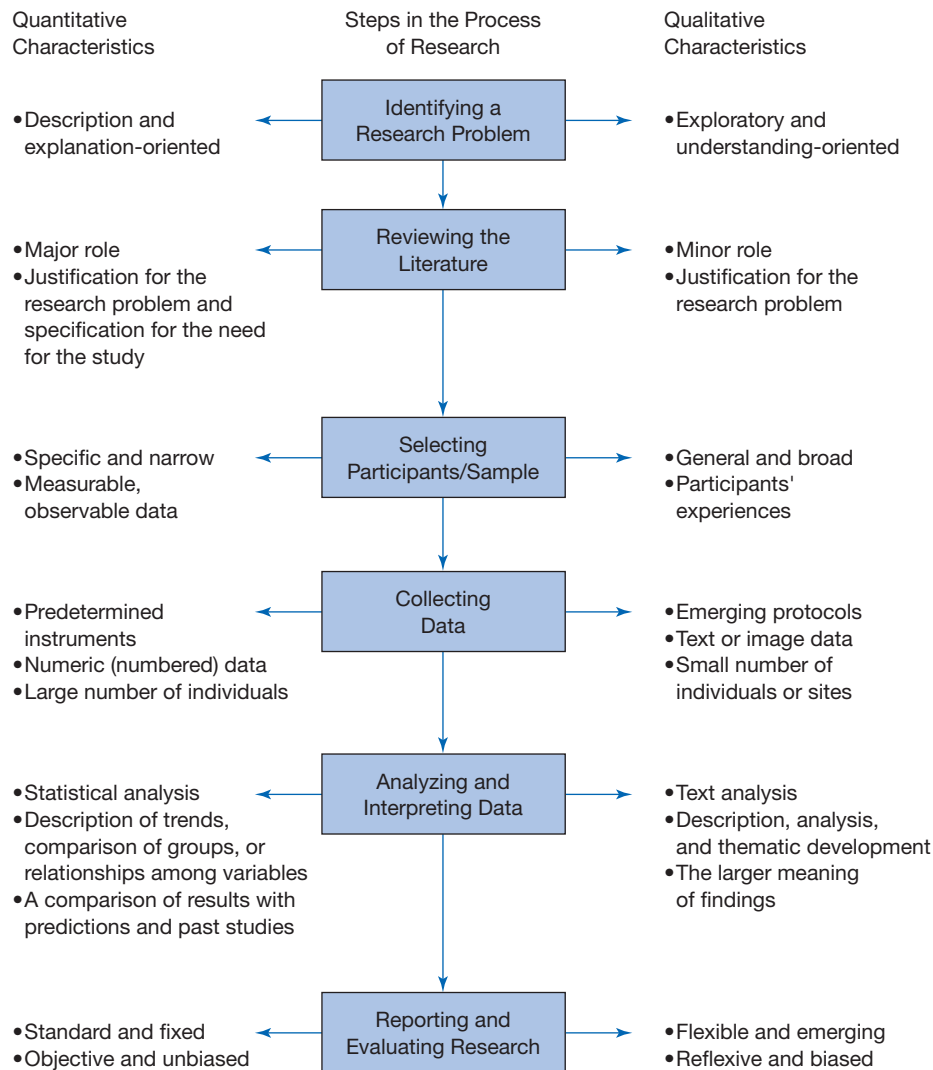 Quantitative
Characteristics
Steps in the Process
of Research
Qualitative
Characteristics
•Description and
explanation-oriented
Identifying a
Research Problem
•Exploratory and
understanding-oriented
•Major role
•Justification for the
research problem and
specification for the need
for the study
Reviewing the
Literature
•Minor role
•Justification for the
research problem
•Specific and narrow
•Measurable,
observable data
Selecting
Participants/Sample
•General and broad
•Participants'
experiences
•Predetermined
instruments
•Numeric (numbered) data
•Large number of individuals
Collecting
Data
•Emerging protocols
•Text or image data
•Small number of
individuals or sites
•Statistical analysis
•Description of trends,
comparison of groups, or
relationships among variables
•A comparison of results with
predictions and past studies
Analyzing and
Interpreting Data
•Text analysis
•Description, analysis,
and thematic development
•The larger meaning
of findings
•Standard and fixed
•Objective and unbiased
Reporting and
Evaluating Research
•Flexible and emerging
•Reflexive and biased